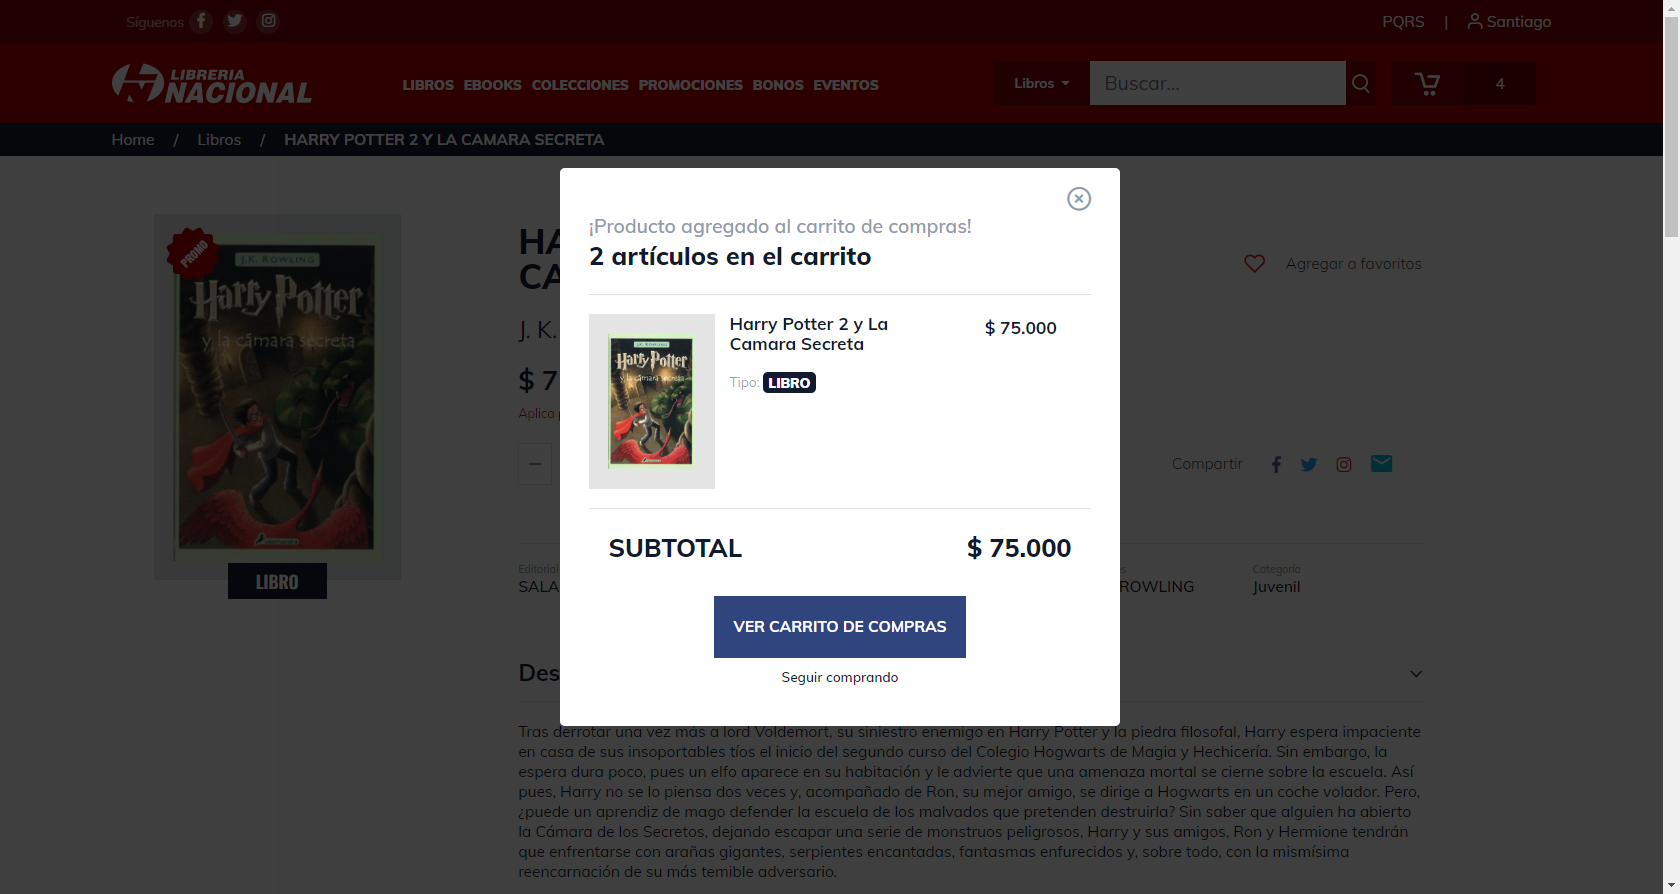 Síguenos
PQRS | Santiago
LIBRERIA
NACIONAL
LIBROS EBOOKS COLECCIONES PROMOCIONES BONOS EVENTOS
Libros
Buscar...
4
Home / Libros / HARRY POTTER 2 Y LA CAMARA SECRETA
PROMO
J.K. ROWLING
Harry Potter
y la cámara secreta
salamandra
LIBRO
HA
CA
J. K.
$ 7
Aplica
Agregar a favoritos
Compartir
Editorial
SALA
ROWLING
Categoría
Juvenil
Des
¡Producto agregado al carrito de compras!
2 artículos en el carrito
J.K. ROWLING
Harry Potter
y la cámara secreta
Harry Potter 2 y La
Camara Secreta
$ 75.000
Tipo: LIBRO
SUBTOTAL
$ 75.000
VER CARRITO DE COMPRAS
Seguir comprando
Tras derrotar una vez más a lord Voldemort, su siniestro enemigo en Harry Potter y la piedra filosofal, Harry espera impaciente
en casa de sus insoportables tíos el inicio del segundo curso del Colegio Hogwarts de Magia y Hechicería. Sin embargo, la
espera dura poco, pues un elfo aparece en su habitación y le advierte que una amenaza mortal se cierne sobre la escuela. Así
pues, Harry no se lo piensa dos veces y, acompañado de Ron, su mejor amigo, se dirige a Hogwarts en un coche volador. Pero,
¿puede un aprendiz de mago defender la escuela de los malvados que pretenden destruirla? Sin saber que alguien ha abierto
la Cámara de los Secretos, dejando escapar una serie de monstruos peligrosos, Harry y sus amigos, Ron y Hermione tendrán
que enfrentarse con arañas gigantes, serpientes encantadas, fantasmas enfurecidos y, sobre todo, con la mismísima
reencarnación de su más temible adversario.